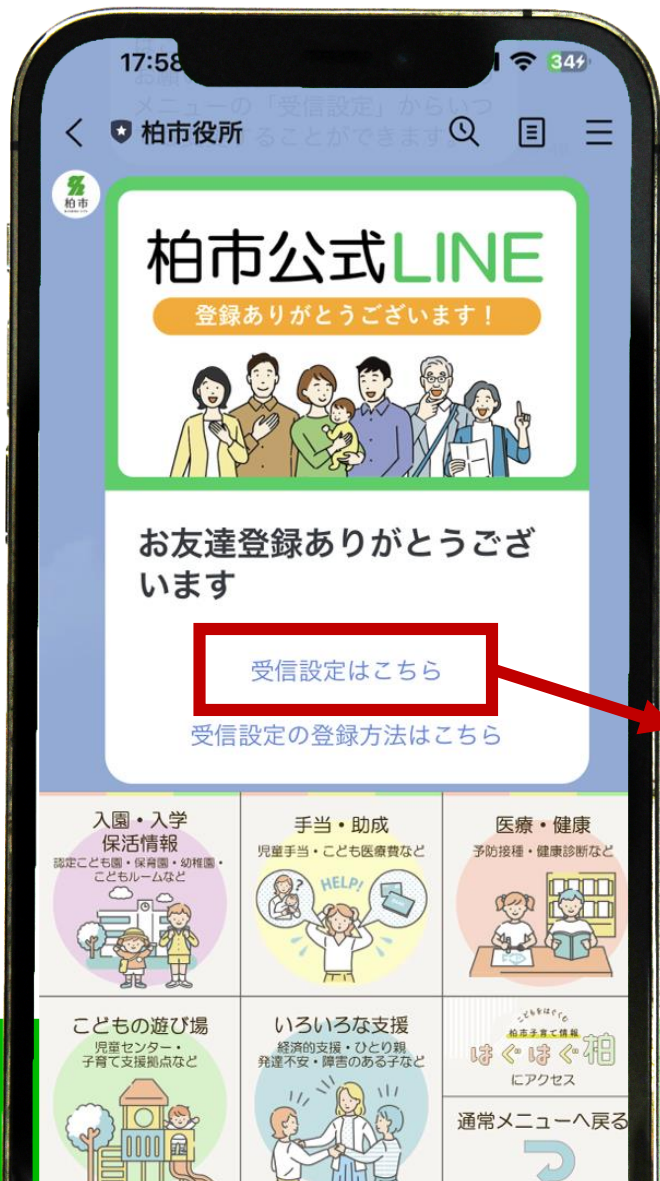 17:58
34
メニューの「受信設定」からいつ
柏市役所
ることができます
柏市
柏市公式LINE
登録ありがとうございます！
お友達登録ありがとうござ
います
受信設定はこちら
受信設定の登録方法はこちら
入園・入学
保活情報
認定こども園・保育園・幼稚園・
こどもルームなど
手当・助成
児童手当・こども医療費など
HELP!
?
医療・健康
予防接種・健康診断など
こどもの遊び場
児童センター・
子育て支援拠点など
いろいろな支援
経済的支援・ひとり親
発達不安・障害のある子など
こどもをはぐくむ
柏市子育て情報
はぐはぐ柏
にアクセス
通常メニューへ戻る